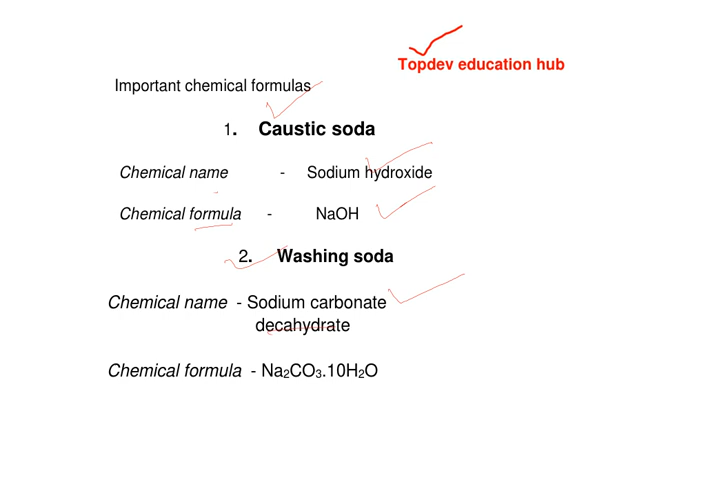 Topdev education hub
Important chemical formulas
1. Caustic soda
Chemical name - Sodium hydroxide
Chemical formula - NaOH
2. Washing soda
Chemical name - Sodium carbonate
decahydrate
Chemical formula - Na₂CO₃.10H₂O